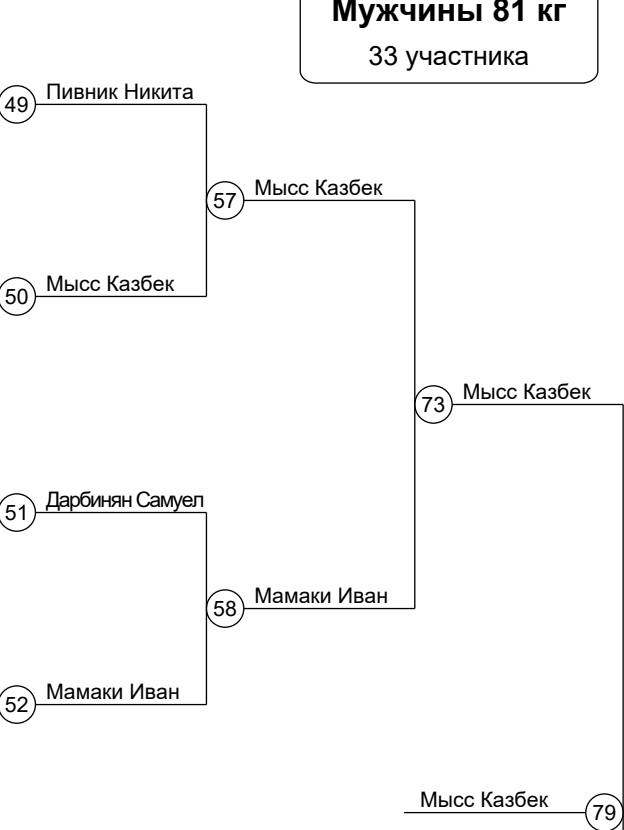 Мужчины 81 кг
33 участника
49 Пивник Никита
57 Мысс Казбек
50 Мысс Казбек
73 Мысс Казбек
51 Дарбинян Самуел
58 Мамаки Иван
52 Мамаки Иван
Мысс Казбек 79